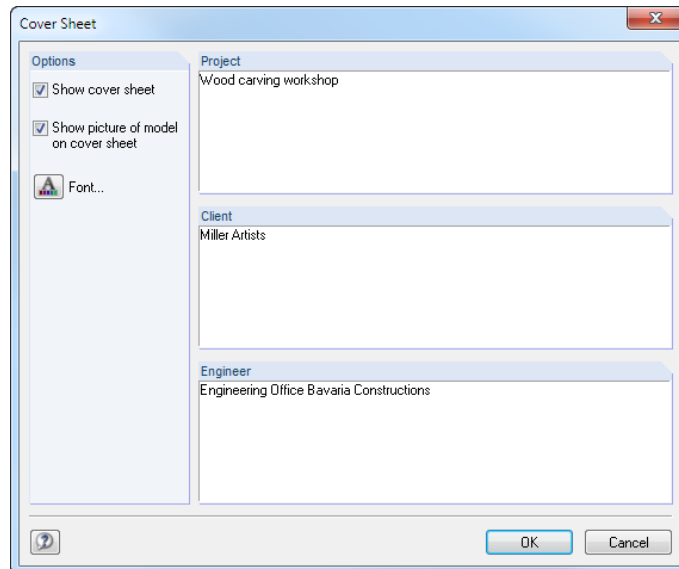 Cover Sheet
Options
Show cover sheet
Show picture of model
on cover sheet
Font...
Project
Wood carving workshop
Client
Miller Artists
Engineer
Engineering Office Bavaria Constructions
OK
Cancel